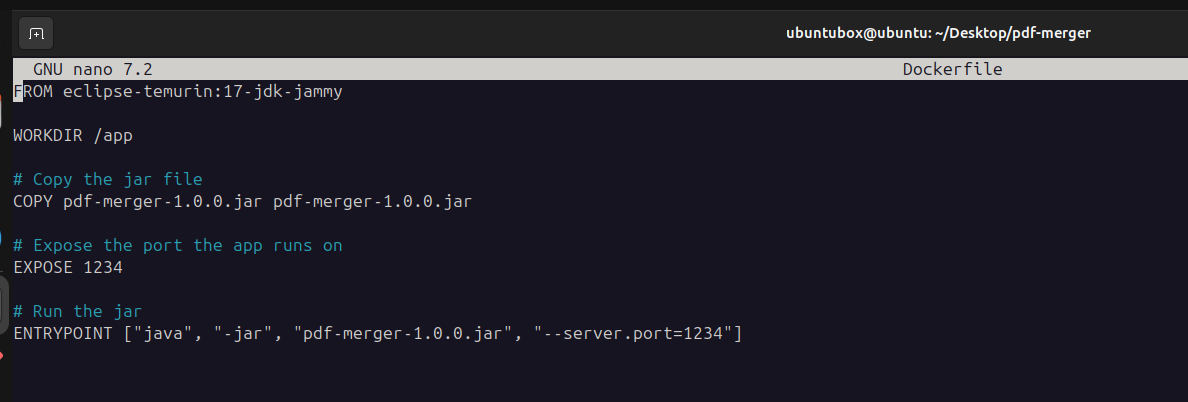 ubuntubox@ubuntu: ~/Desktop/pdf-merger
GNU nano 7.2 Dockerfile
FROM eclipse-temurin:17-jdk-jammy
WORKDIR /app
# Copy the jar file
COPY pdf-merger-1.0.0.jar pdf-merger-1.0.0.jar
# Expose the port the app runs on
EXPOSE 1234
# Run the jar
ENTRYPOINT ["java", "-jar", "pdf-merger-1.0.0.jar", "--server.port=1234"]